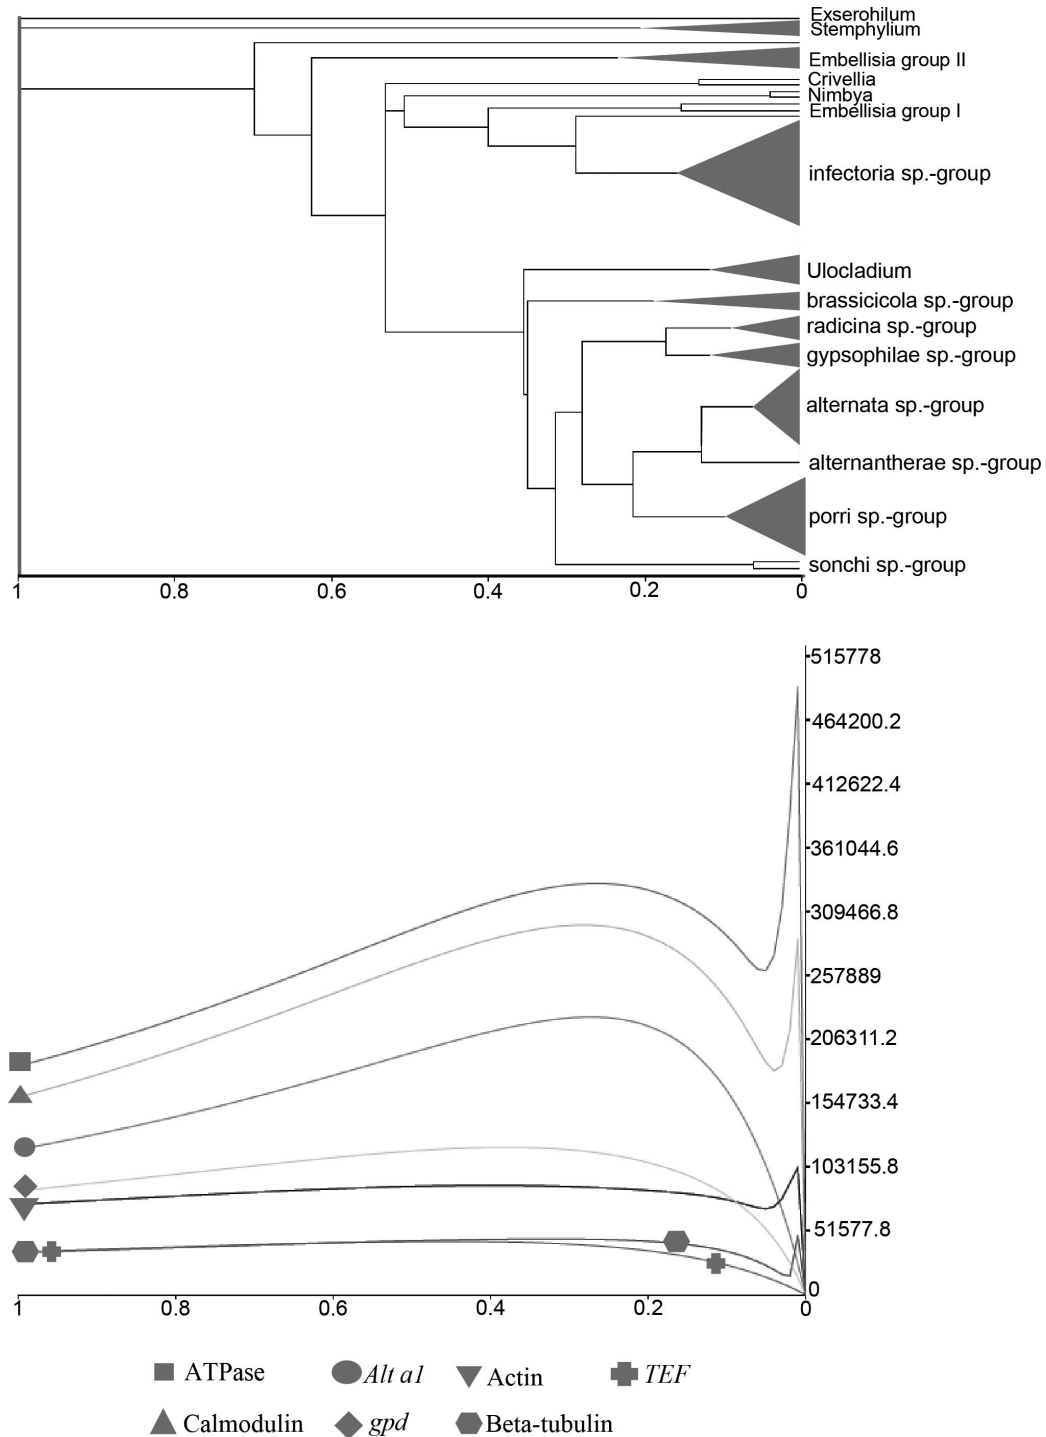 Exserohilum
Stemphylium
Embellisia group II
Crivellia
Nimbya
Embellisia group I
infectoria sp.-group
Ulocladium
brassicicola sp.-group
radicina sp.-group
gypsophilae sp.-group
alternata sp.-group
alternantherae sp.-group
porri sp.-group
sonchi sp.-group
1 0.8 0.6 0.4 0.2 0
515778
464200.2
412622.4
361044.6
309466.8
257889
206311.2
154733.4
103155.8
51577.8
0
1 0.8 0.6 0.4 0.2 0
ATPase Alt a1 Actin TEF
Calmodulin gpd Beta-tubulin